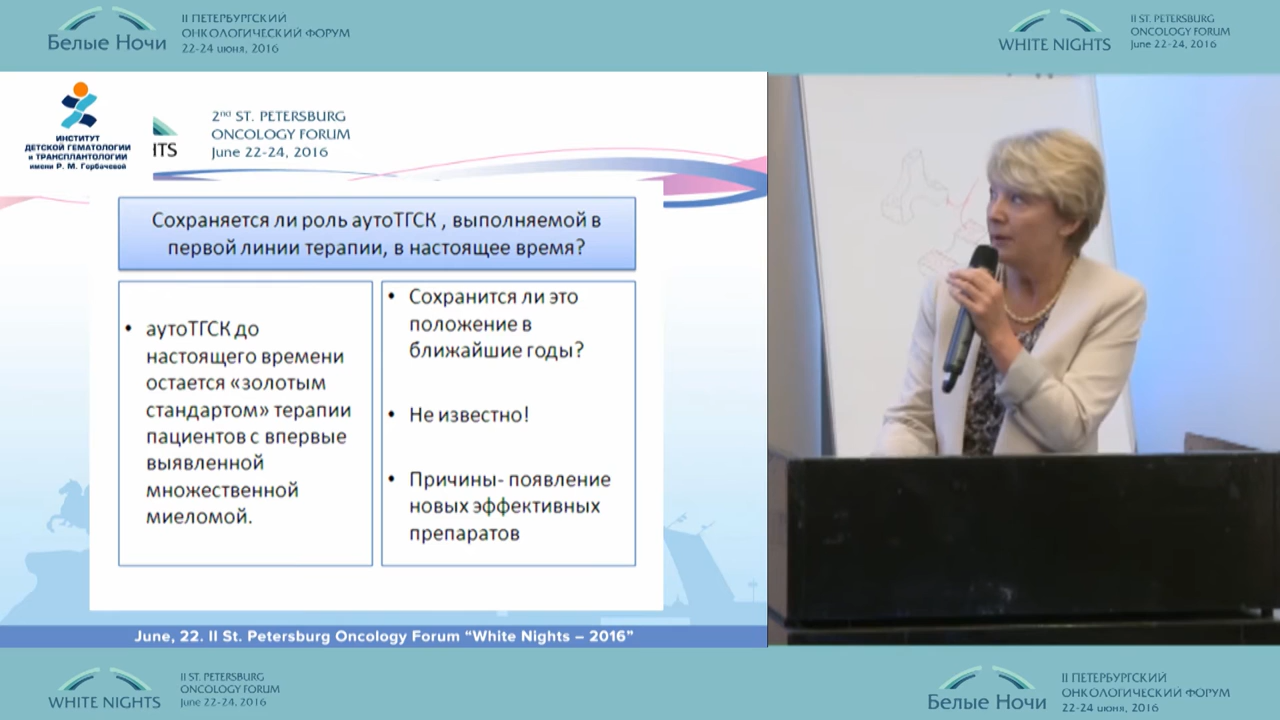 Белые Ночи
II ПЕТЕРБУРГСКИЙ
ОНКОЛОГИЧЕСКИЙ ФОРУМ
22-24 июня, 2016
WHITE NIGHTS
II ST. PETERSBURG
ONCOLOGY FORUM
June 22-24, 2016
ИНСТИТУТ
ДЕТСКОЙ ГЕМАТОЛОГИИ
и ТРАНСПЛАНТОЛОГИИ
имени Р. М. Горбачевой
HTS
2nd ST. PETERSBURG
ONCOLOGY FORUM
June 22-24, 2016
Сохраняется ли роль аутоТГСК , выполняемой в
первой линии терапии, в настоящее время?
• аутоТГСК до
настоящего времени
остается «золотым
стандартом» терапии
пациентов с впервые
выявленной
множественной
миеломой.
• Сохранится ли это
положение в
ближайшие годы?
• Не известно!
• Причины- появление
новых эффективных
препаратов
June, 22. II St. Petersburg Oncology Forum “White Nights – 2016”
WHITE NIGHTS
II ST. PETERSBURG
ONCOLOGY FORUM
June 22-24, 2016
Белые Ночи
II ПЕТЕРБУРГСКИЙ
ОНКОЛОГИЧЕСКИЙ ФОРУМ
22-24 июня, 2016